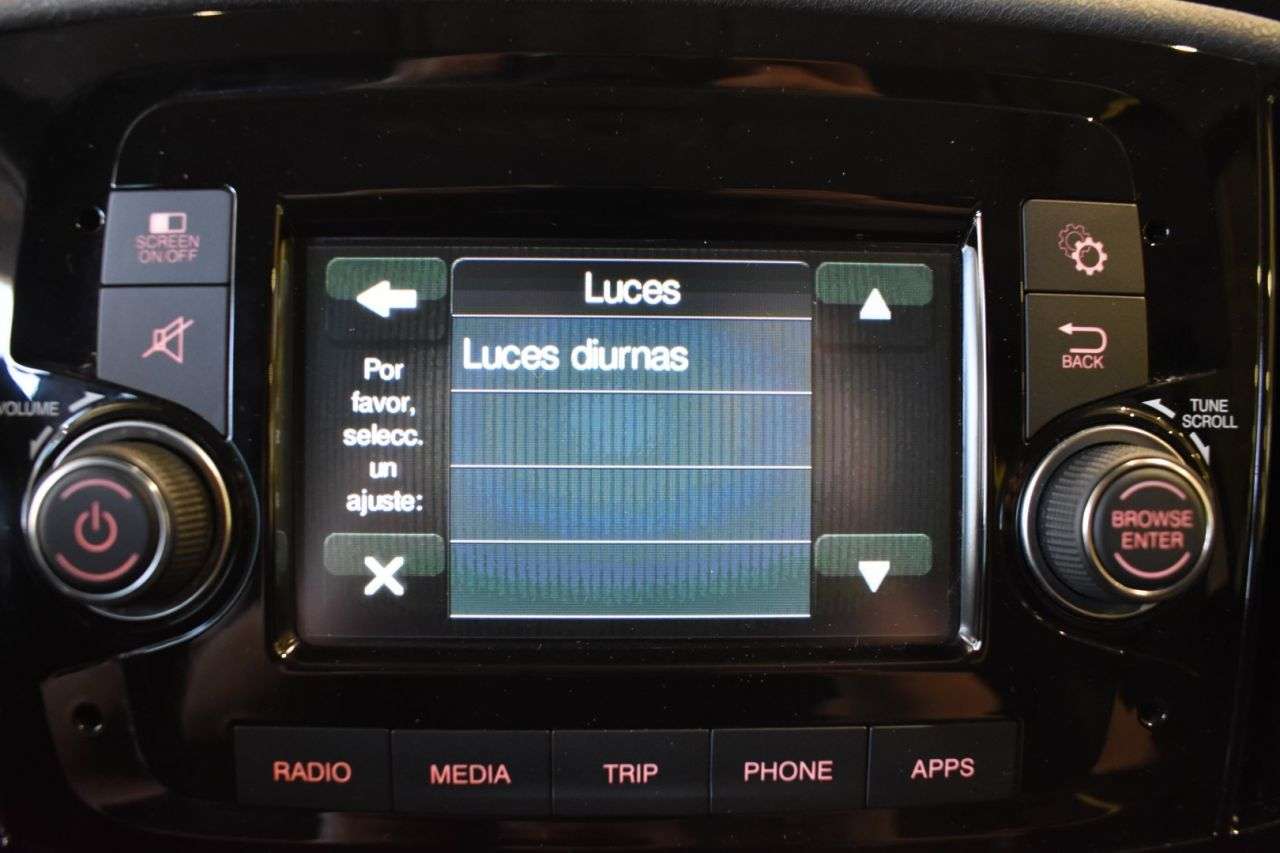 SCREEN
ON/OFF
VOLUME
Luces
Luces diurnas
Por
favor,
selecc.
un
ajuste:
BACK
TUNE
SCROLL
BROWSE
ENTER
RADIO
MEDIA
TRIP
PHONE
APPS